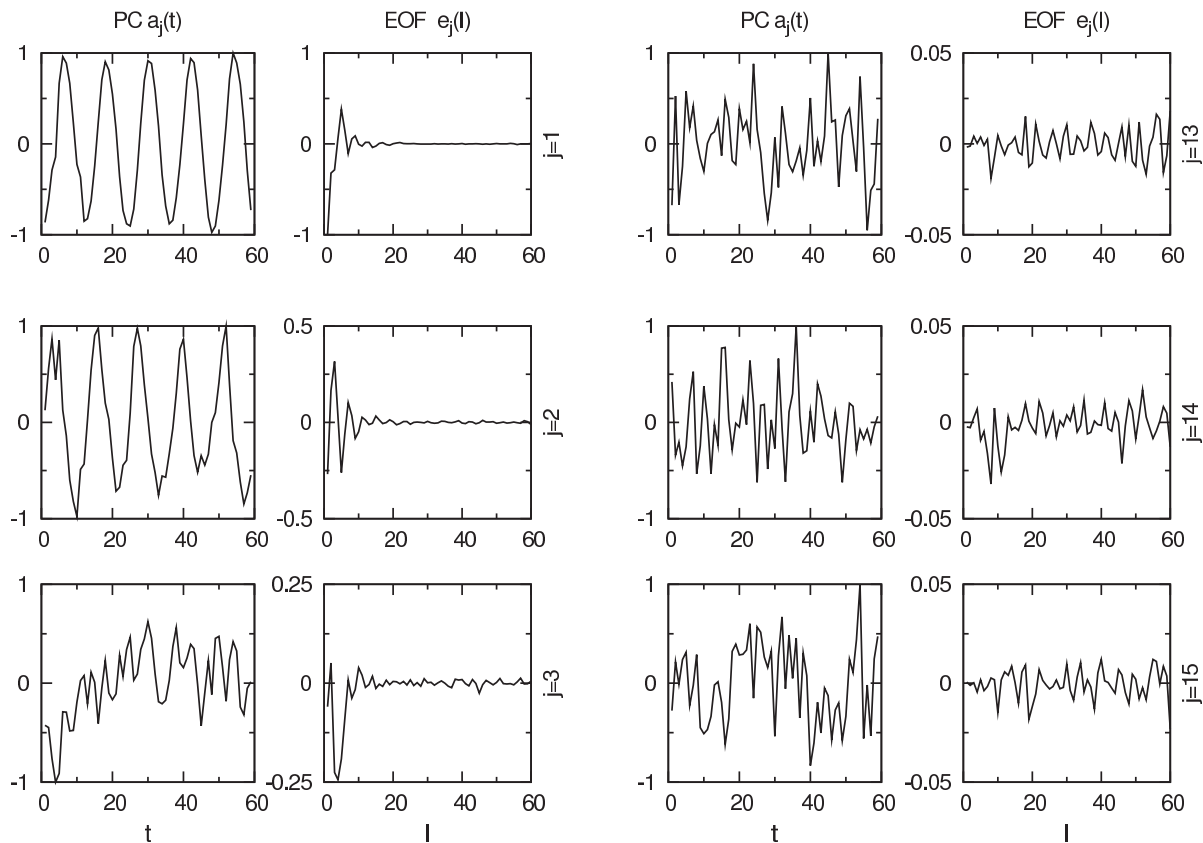 PC a_j(t) EOF e_j(l) PC a_j(t) EOF e_j(l)
1 1 1 0.05
0 0 0 0
-1 -1 -1 -0.05
0 20 40 60 0 20 40 60 0 20 40 60 0 20 40 60
j=1 j=13
1 0.5 1 0.05
0 0 0 0
-1 -0.5 -1 -0.05
0 20 40 60 0 20 40 60 0 20 40 60 0 20 40 60
j=2 j=14
1 0.25 1 0.05
0 0 0 0
-1 -0.25 -1 -0.05
0 20 40 60 0 20 40 60 0 20 40 60 0 20 40 60
j=3 j=15
t l t l